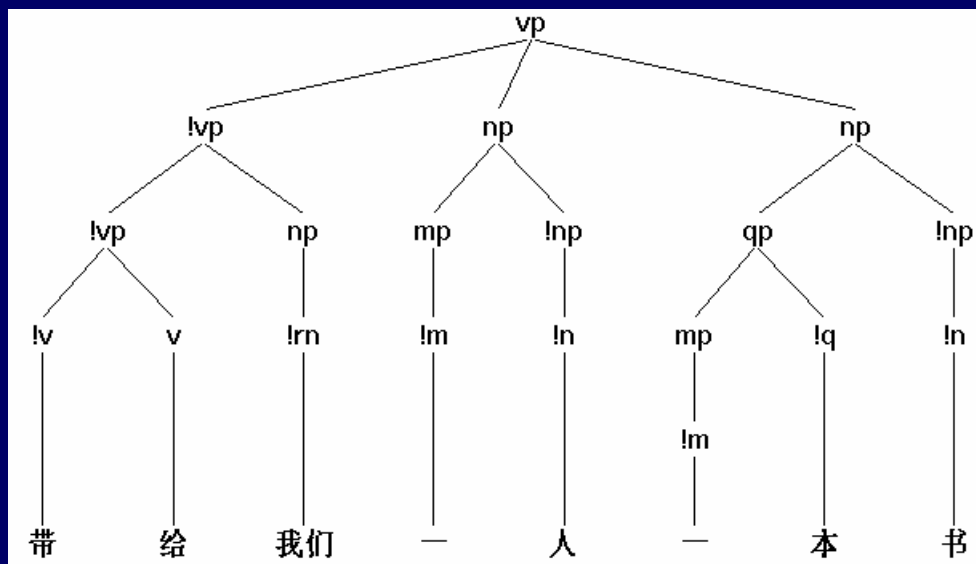 vp
!vp np np
!vp np mp !np qp !np
!v v !rn !m !n mp !q !n
!m
带 给 我们 一 人 一 本 书